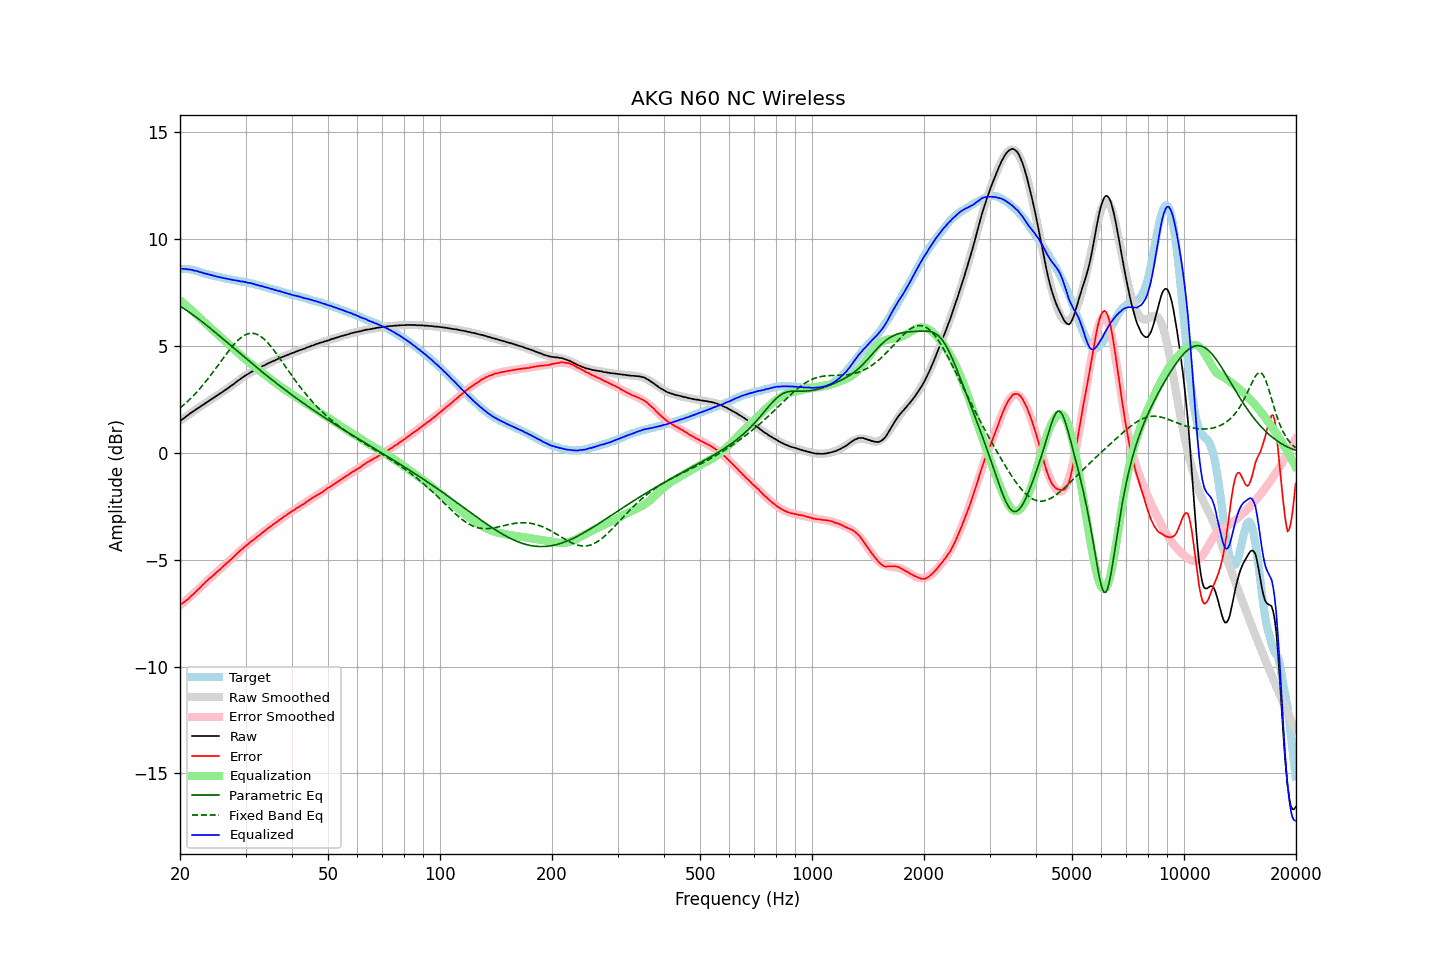 AKG N60 NC Wireless
Amplitude (dBr)
15
10
5
0
−5
−10
−15
Target
Raw Smoothed
Error Smoothed
Raw
Error
Equalization
Parametric Eq
Fixed Band Eq
Equalized
20 50 100 200 500 1000 2000 5000 10000 20000
Frequency (Hz)